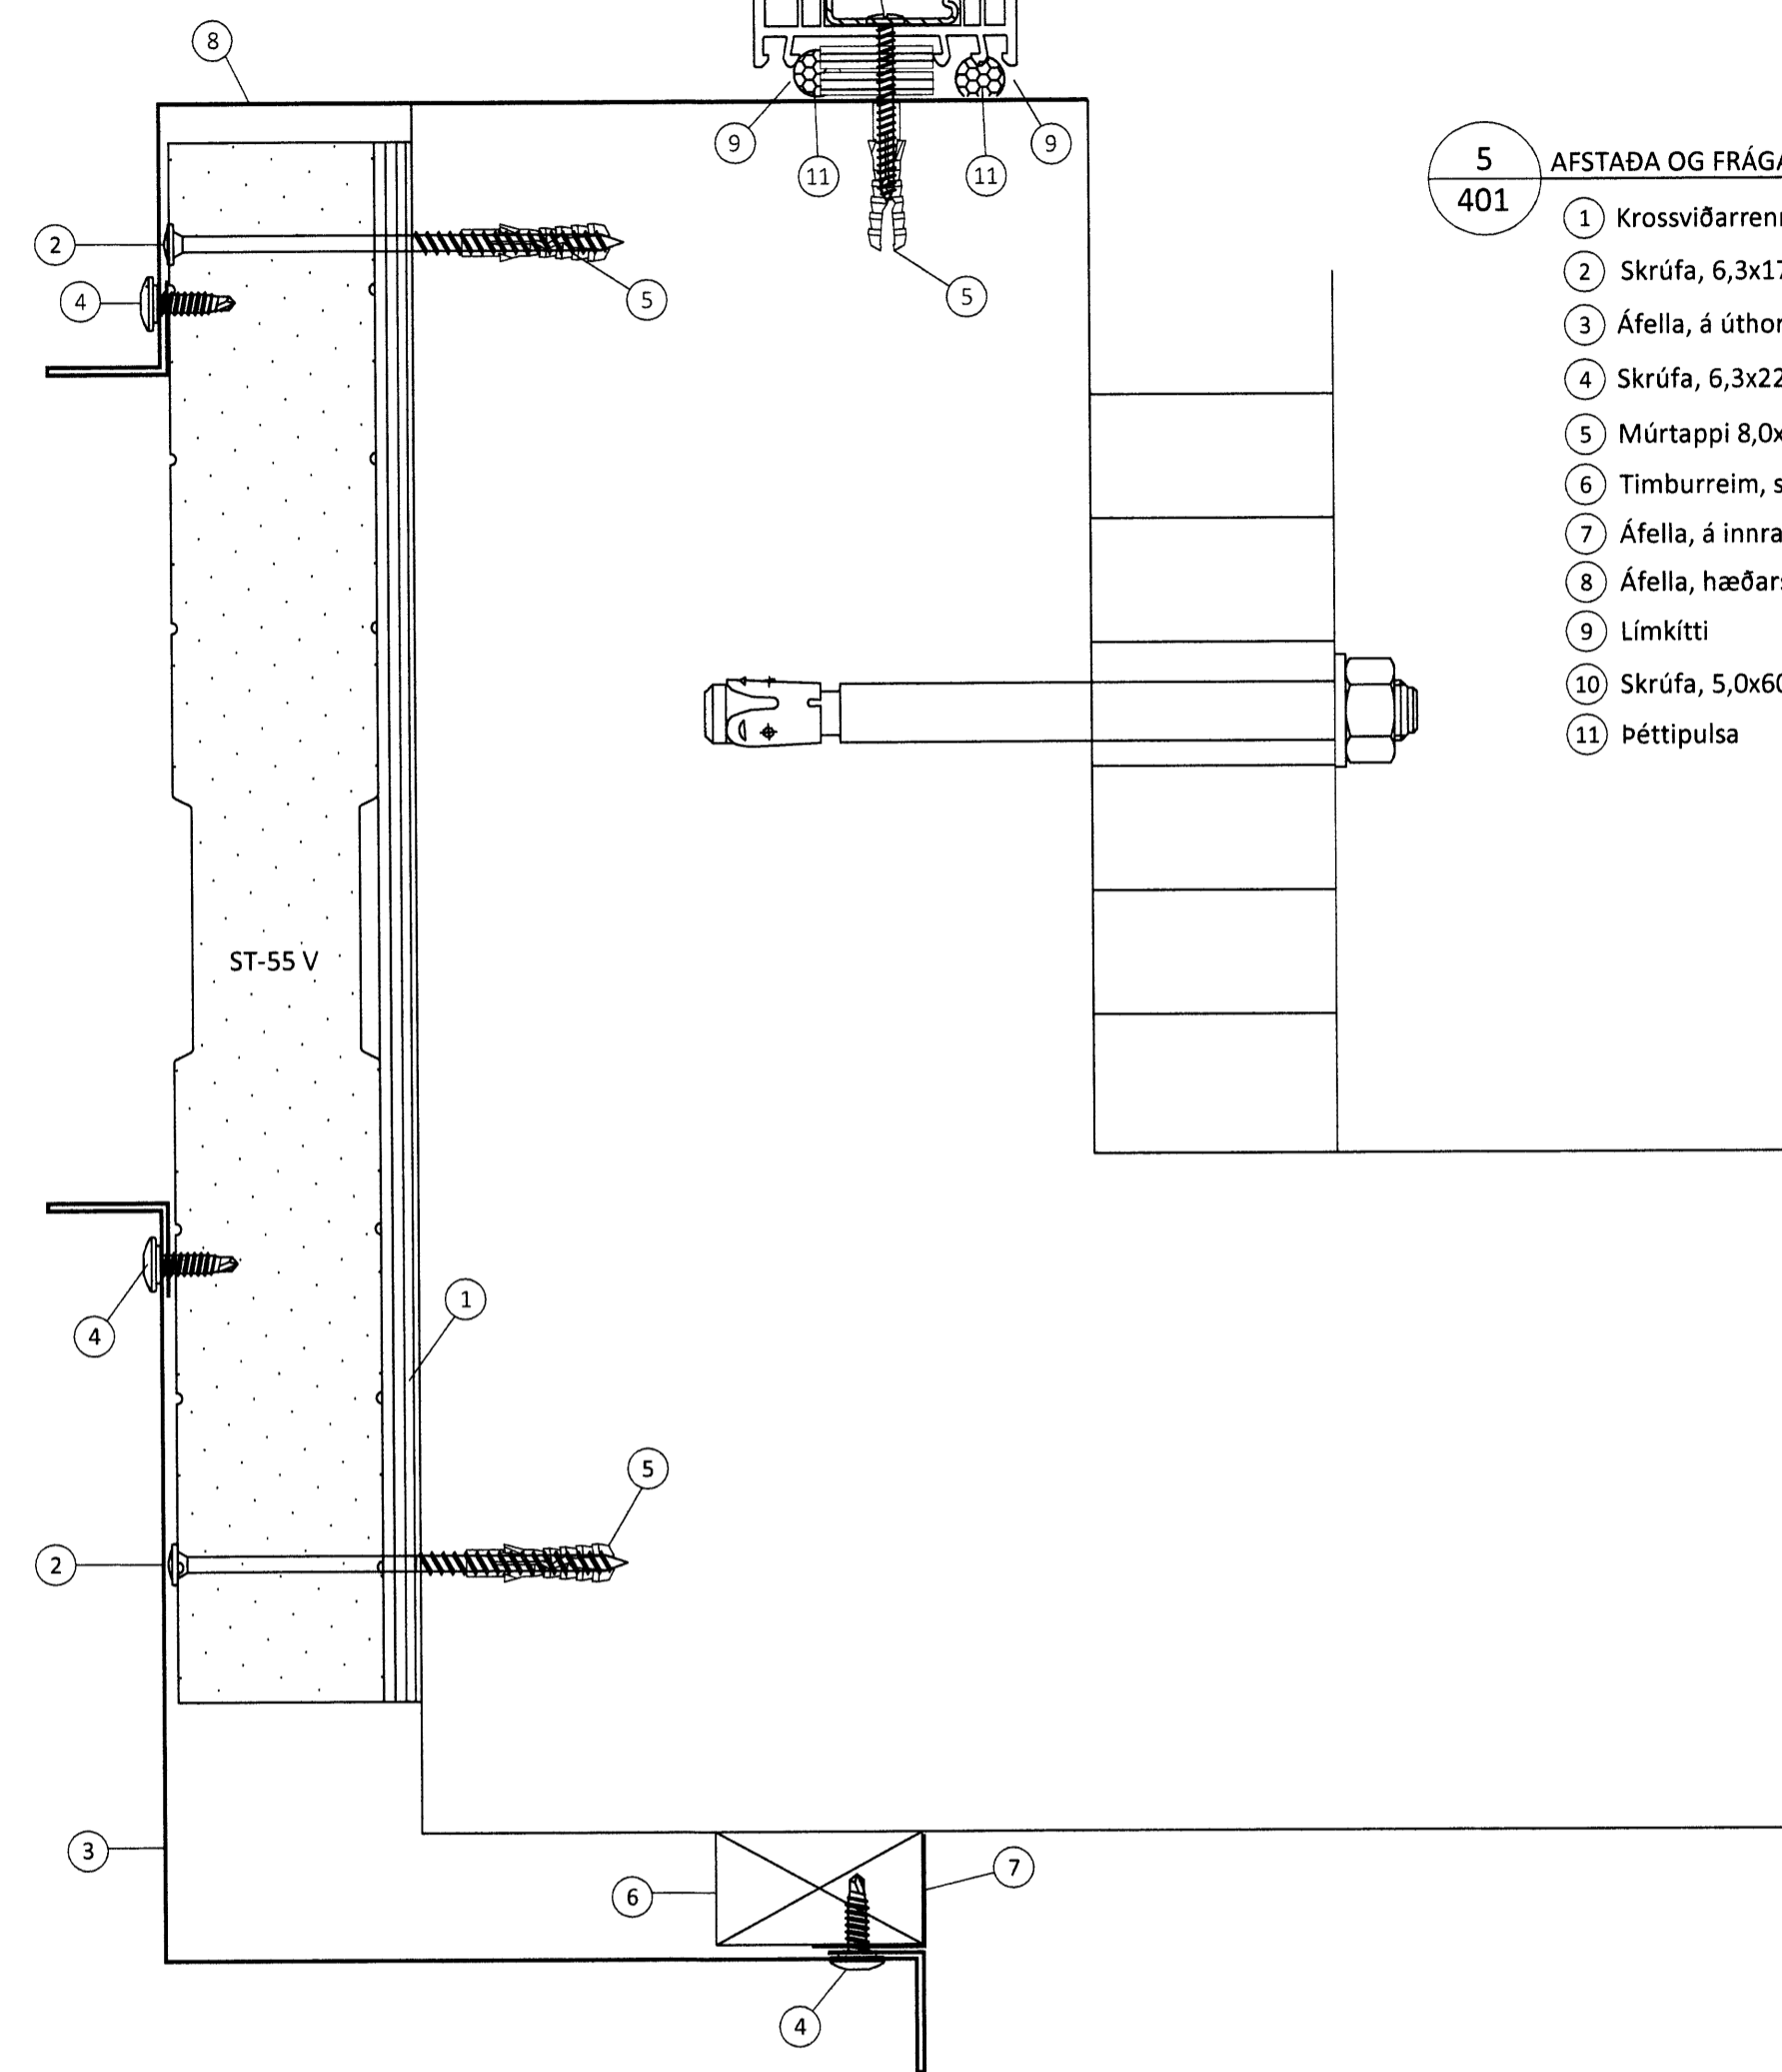 8
9
11
11
9
2
4
5
5
ST-55 V
4
1
5
2
3
6
7
4
5
401
AFSTAÐA OG FRÁGA
1 Krossviðarrenn
2 Skrúfa, 6,3x17
3 Áfella, á úthor
4 Skrúfa, 6,3x22
5 Múrtappi 8,0x
6 Timburreim, s
7 Áfella, á innra
8 Áfella, hæðars
9 Límkítti
10 Skrúfa, 5,0x60
11 Þéttipulsa